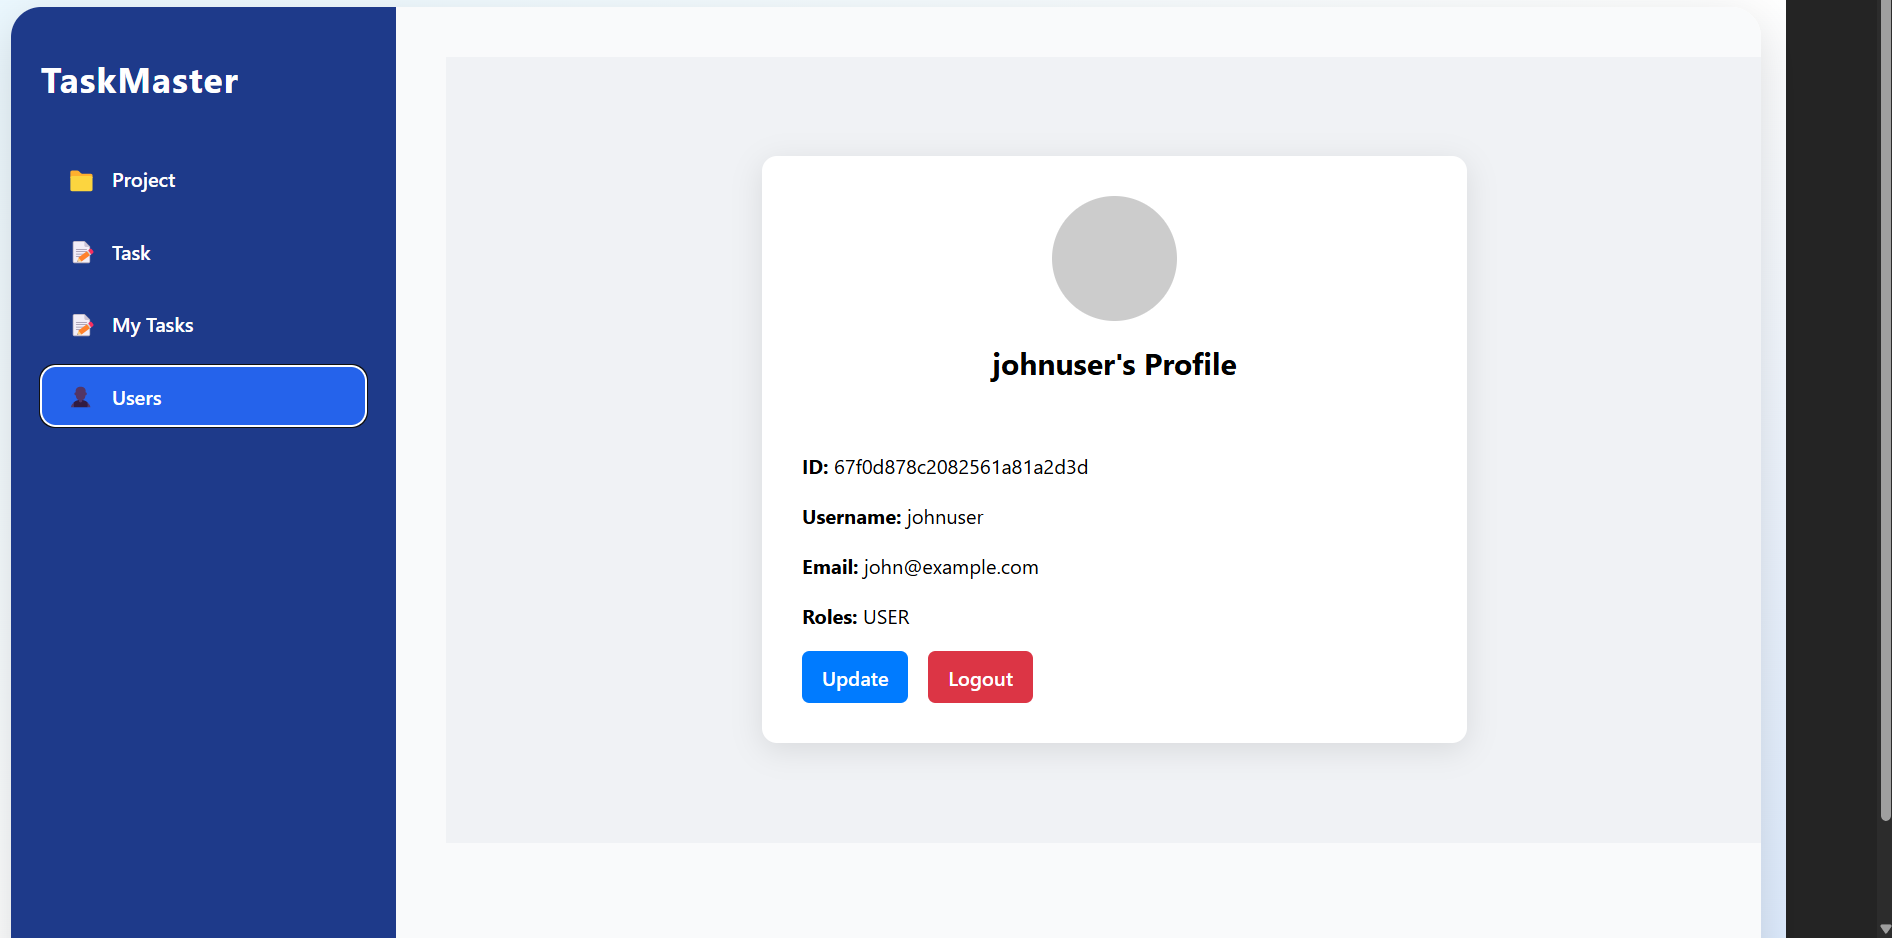 TaskMaster
Project
Task
My Tasks
Users
johnuser's Profile
ID: 67f0d878c2082561a81a2d3d
Username: johnuser
Email: john@example.com
Roles: USER
Update Logout